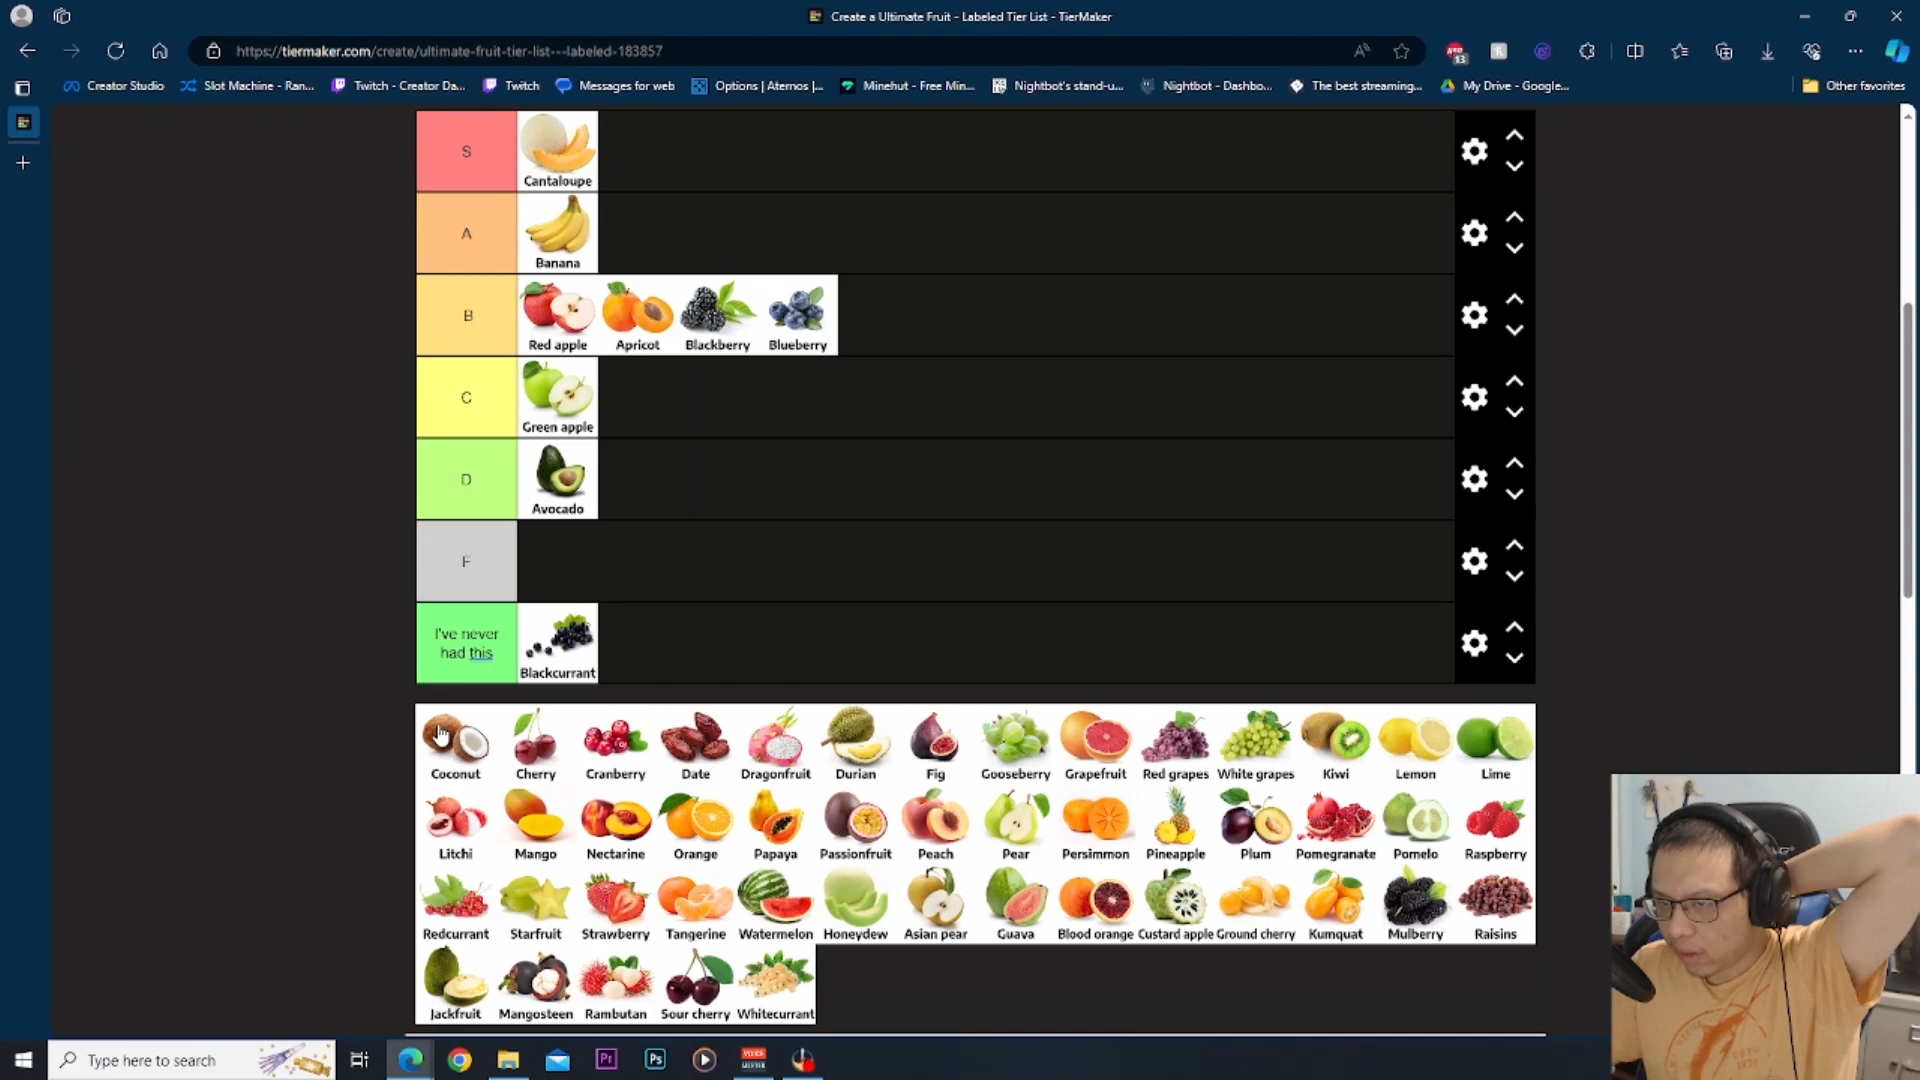 Create a Ultimate Fruit - Labeled Tier List - TierMaker
https://tiermaker.com/create/ultimate-fruit-tier-list---labeled-183857
Creator Studio
Slot Machine - Ran...
Twitch - Creator Da...
Twitch
Messages for web
Options | Aternos |...
Minehut - Free Min...
Nightbot's stand-u...
Nightbot - Dashbo...
The best streaming...
My Drive - Google...
Other favorites
S
Cantaloupe
A
Banana
B
Red apple Apricot Blackberry Blueberry
C
Green apple
D
Avocado
F
I've never
had this
Blackcurrant
Coconut Cherry Cranberry Date Dragonfruit Durian Fig Gooseberry Grapefruit Red grapes White grapes Kiwi Lemon Lime
Litchi Mango Nectarine Orange Papaya Passionfruit Peach Pear Persimmon Pineapple Plum Pomegranate Pomelo Raspberry
Redcurrant Starfruit Strawberry Tangerine Watermelon Honeydew Asian pear Guava Blood orange Custard apple Ground cherry Kumquat Mulberry Raisins
Jackfruit Mangosteen Rambutan Sour cherry Whitecurrant
Type here to search
Pr
Ps